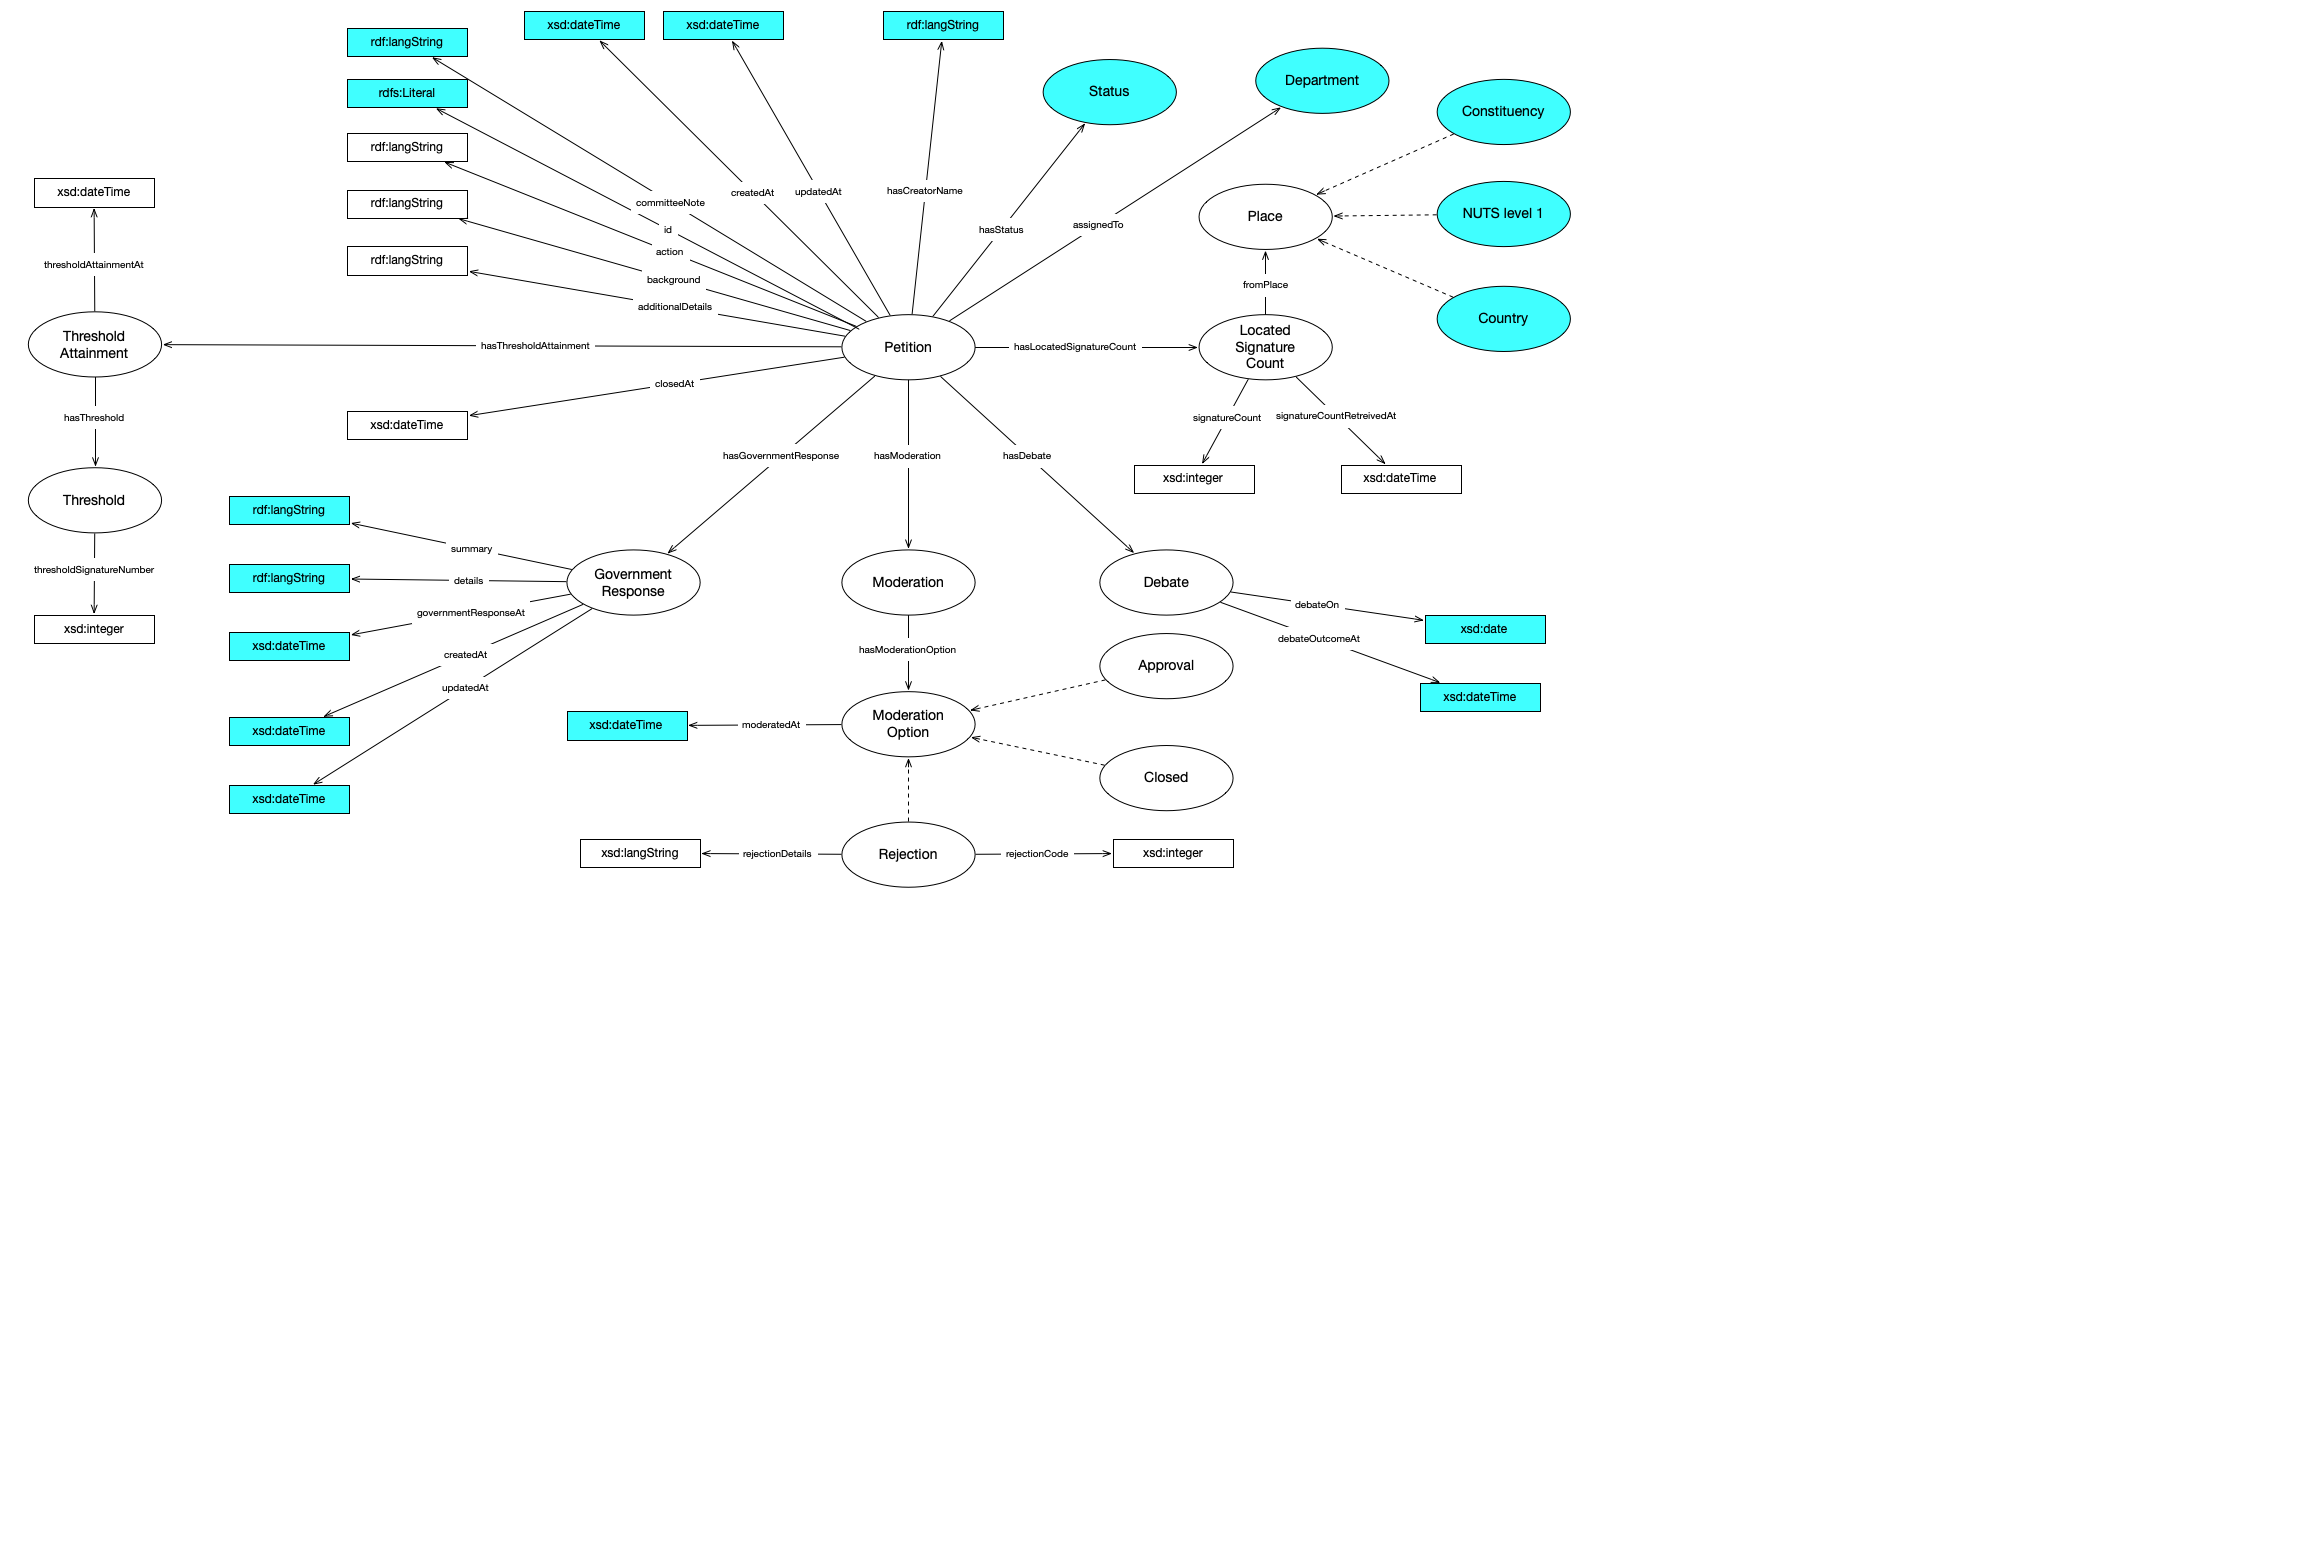 xsd:dateTime
xsd:dateTime
rdf:langString
rdf:langString
rdfs:Literal
rdf:langString
rdf:langString
rdf:langString
Status
Department
Constituency
NUTS level 1
Country
Place
xsd:dateTime
committeeNote
createdAt
updatedAt
hasCreatorName
hasStatus
assignedTo
id
action
background
additionalDetails
thresholdAttainmentAt
fromPlace
Threshold
Attainment
hasThresholdAttainment
Petition
hasLocatedSignatureCount
Located
Signature
Count
closedAt
xsd:dateTime
hasThreshold
signatureCount
signatureCountRetreivedAt
xsd:integer
xsd:dateTime
hasGovernmentResponse
hasModeration
hasDebate
Threshold
thresholdSignatureNumber
xsd:integer
rdf:langString
summary
rdf:langString
details
governmentResponseAt
xsd:dateTime
createdAt
updatedAt
xsd:dateTime
xsd:dateTime
Government
Response
Moderation
Debate
debateOn
xsd:date
debateOutcomeAt
xsd:dateTime
hasModerationOption
Approval
xsd:dateTime
moderatedAt
Moderation
Option
Closed
xsd:langString
rejectionDetails
Rejection
rejectionCode
xsd:integer